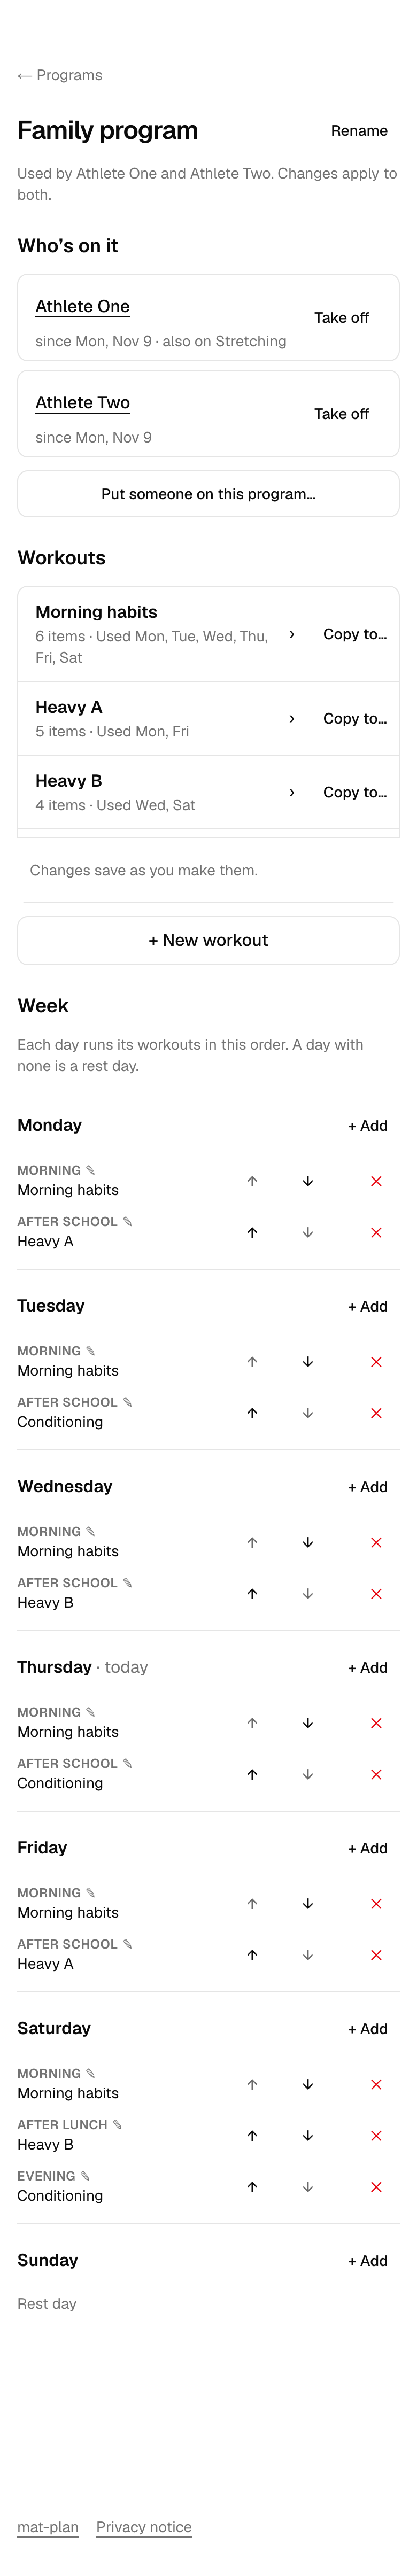 ← Programs
Family program
Rename
Used by Athlete One and Athlete Two. Changes apply to
both.
Who’s on it
Athlete One
since Mon, Nov 9 · also on Stretching
Take off
Athlete Two
since Mon, Nov 9
Take off
Put someone on this program…
Workouts
Morning habits
6 items · Used Mon, Tue, Wed, Thu,
Fri, Sat
› Copy to…
Heavy A
5 items · Used Mon, Fri
› Copy to…
Heavy B
4 items · Used Wed, Sat
› Copy to…
Changes save as you make them.
+ New workout
Week
Each day runs its workouts in this order. A day with
none is a rest day.
Monday
+ Add
MORNING ✎
Morning habits
↑ ↓ ×
AFTER SCHOOL ✎
Heavy A
↑ ↓ ×
Tuesday
+ Add
MORNING ✎
Morning habits
↑ ↓ ×
AFTER SCHOOL ✎
Conditioning
↑ ↓ ×
Wednesday
+ Add
MORNING ✎
Morning habits
↑ ↓ ×
AFTER SCHOOL ✎
Heavy B
↑ ↓ ×
Thursday · today
+ Add
MORNING ✎
Morning habits
↑ ↓ ×
AFTER SCHOOL ✎
Conditioning
↑ ↓ ×
Friday
+ Add
MORNING ✎
Morning habits
↑ ↓ ×
AFTER SCHOOL ✎
Heavy A
↑ ↓ ×
Saturday
+ Add
MORNING ✎
Morning habits
↑ ↓ ×
AFTER LUNCH ✎
Heavy B
↑ ↓ ×
EVENING ✎
Conditioning
↑ ↓ ×
Sunday
+ Add
Rest day
mat-plan Privacy notice